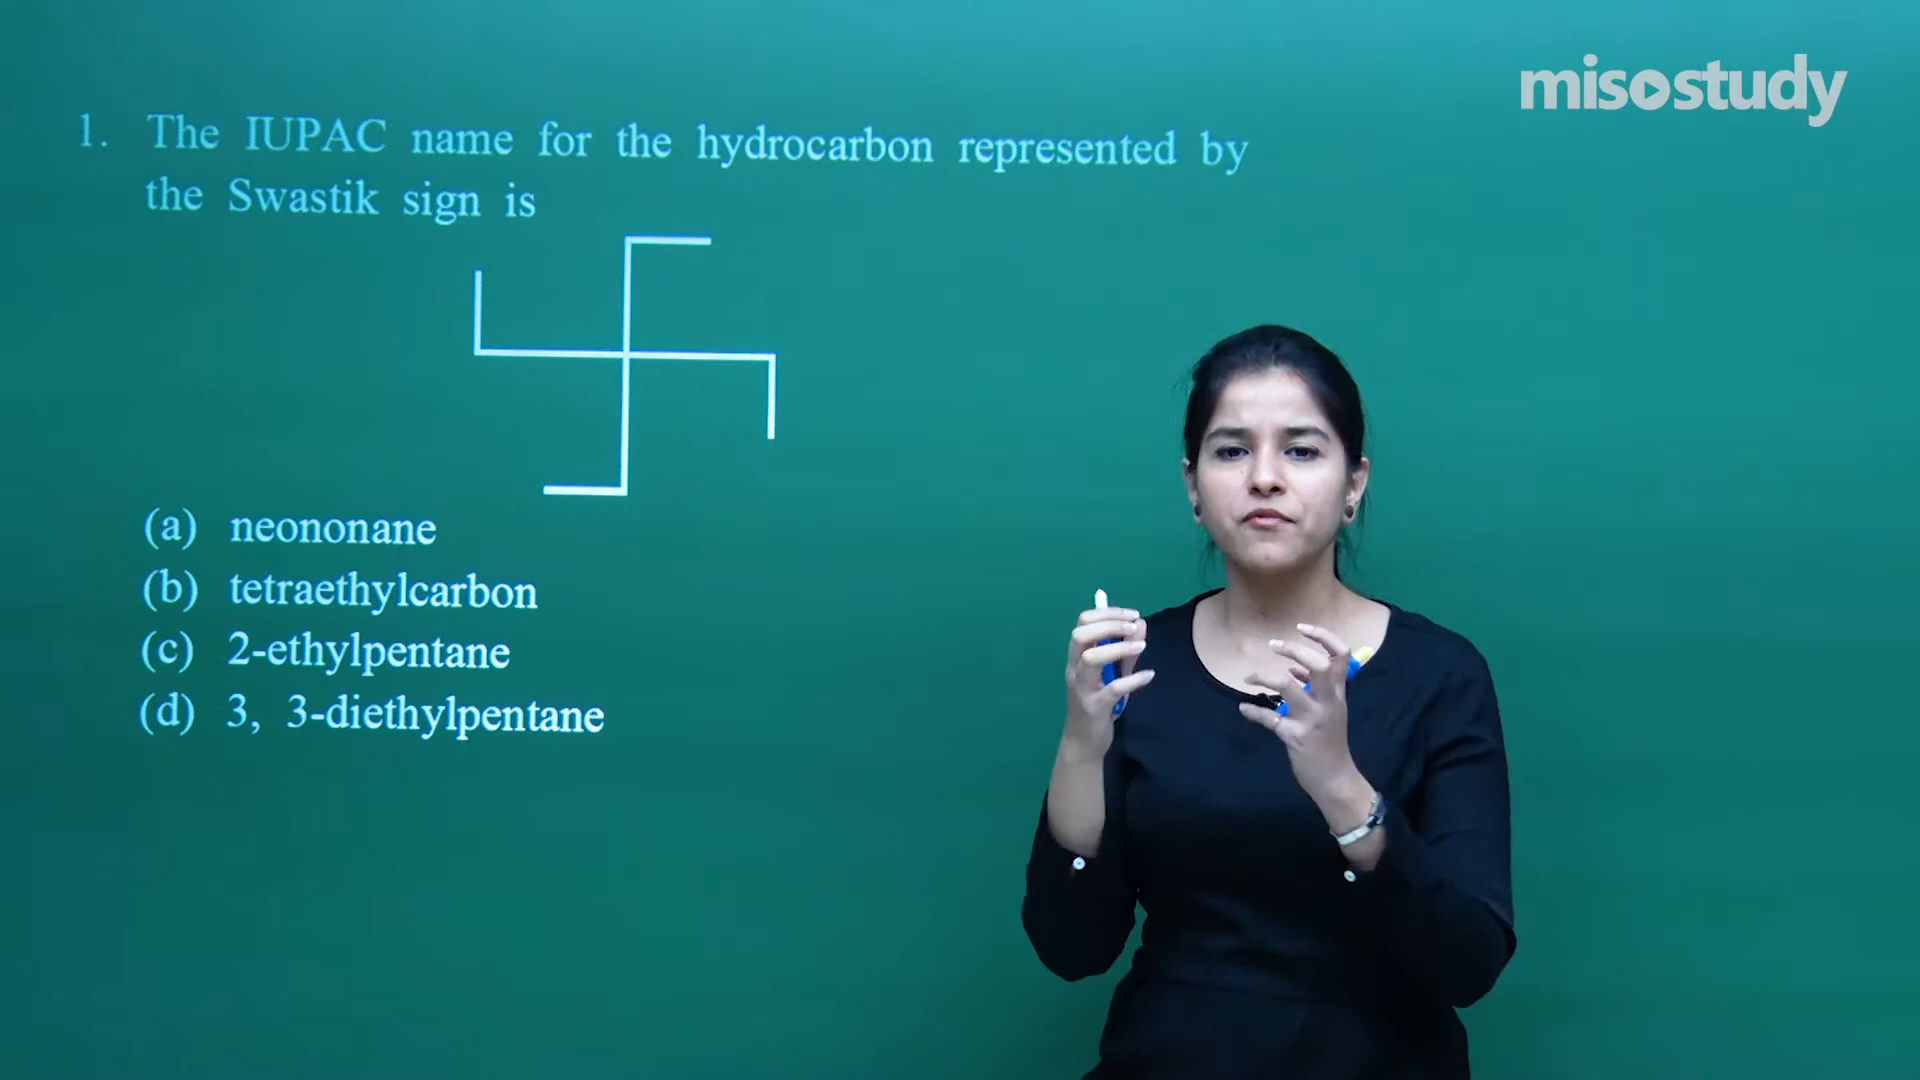 misostudy
1. The IUPAC name for the hydrocarbon represented by
the Swastik sign is
(a) neononane
(b) tetraethylcarbon
(c) 2-ethylpentane
(d) 3, 3-diethylpentane